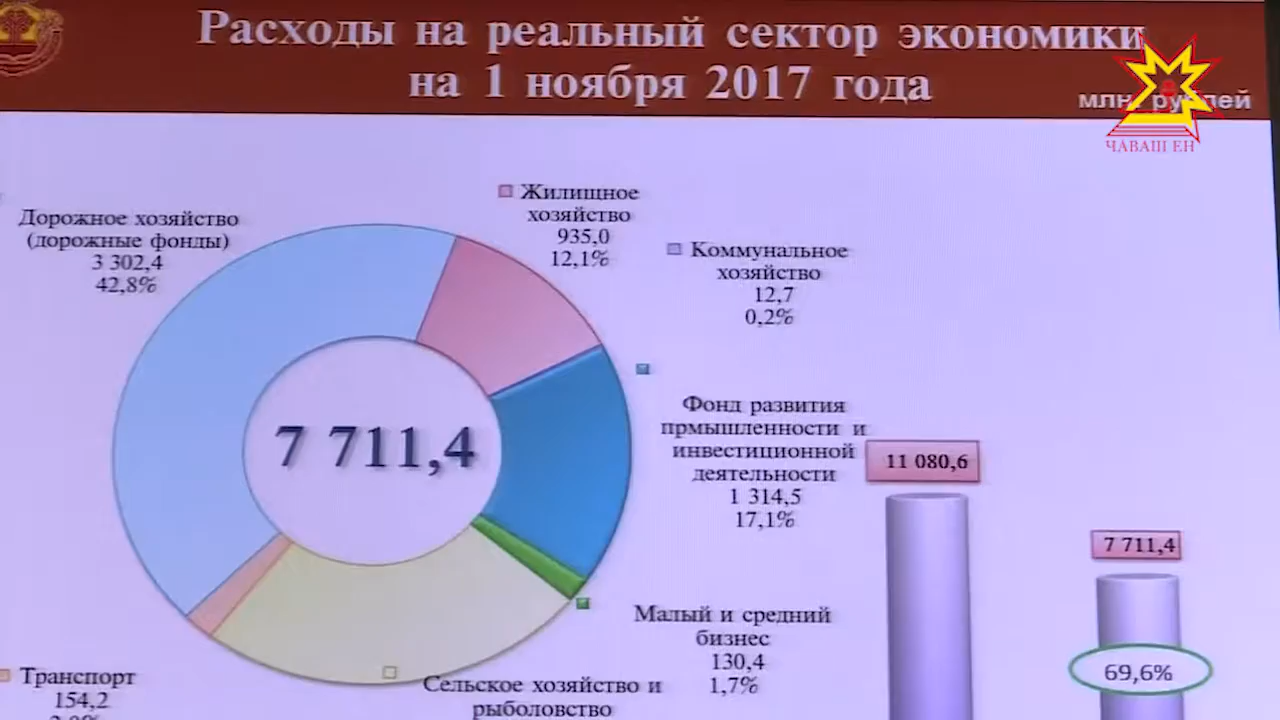 Расходы на реальный сектор экономики
на 1 ноября 2017 года
млн. рублей
ЧАВАШ ЕН
Дорожное хозяйство
(дорожные фонды)
3 302,4
42,8%
Жилищное
хозяйство
935,0
12,1%
Коммунальное
хозяйство
12,7
0,2%
7 711,4
Фонд развития
прмышленности и
инвестиционной
деятельности
1 314,5
17,1%
11 080,6
7 711,4
69,6%
Малый и средний
бизнес
130,4
1,7%
Транспорт
154,2
Сельское хозяйство и
рыболовство